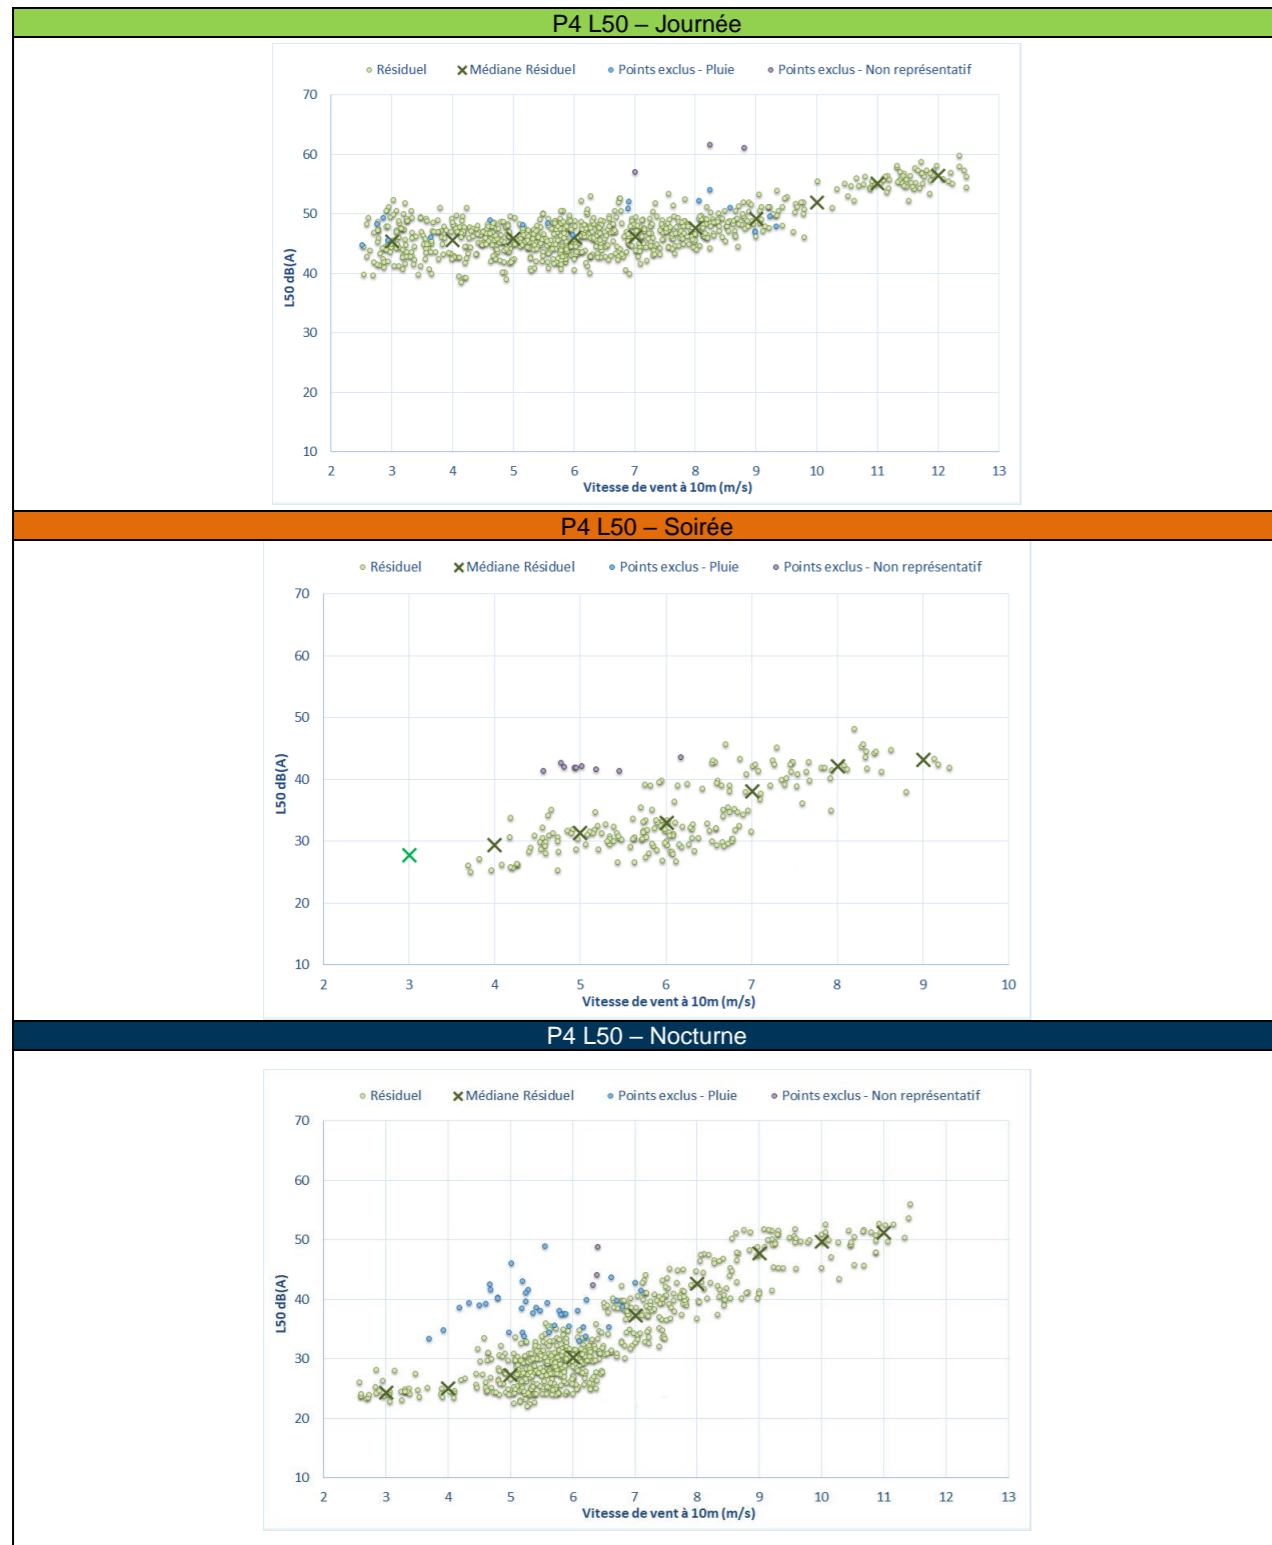 P4 L50 – Journée
Résiduel Médiane Résiduel Points exclus - Pluie Points exclus - Non représentatif
70
60
50
40
30
20
10
L50 dB(A)
2 3 4 5 6 7 8 9 10 11 12 13
Vitesse de vent à 10m (m/s)
P4 L50 – Soirée
Résiduel Médiane Résiduel Points exclus - Pluie Points exclus - Non représentatif
70
60
50
40
30
20
10
L50 dB(A)
2 3 4 5 6 7 8 9 10
Vitesse de vent à 10m (m/s)
P4 L50 – Nocturne
Résiduel Médiane Résiduel Points exclus - Pluie Points exclus - Non représentatif
70
60
50
40
30
20
10
L50 dB(A)
2 3 4 5 6 7 8 9 10 11 12 13
Vitesse de vent à 10m (m/s)